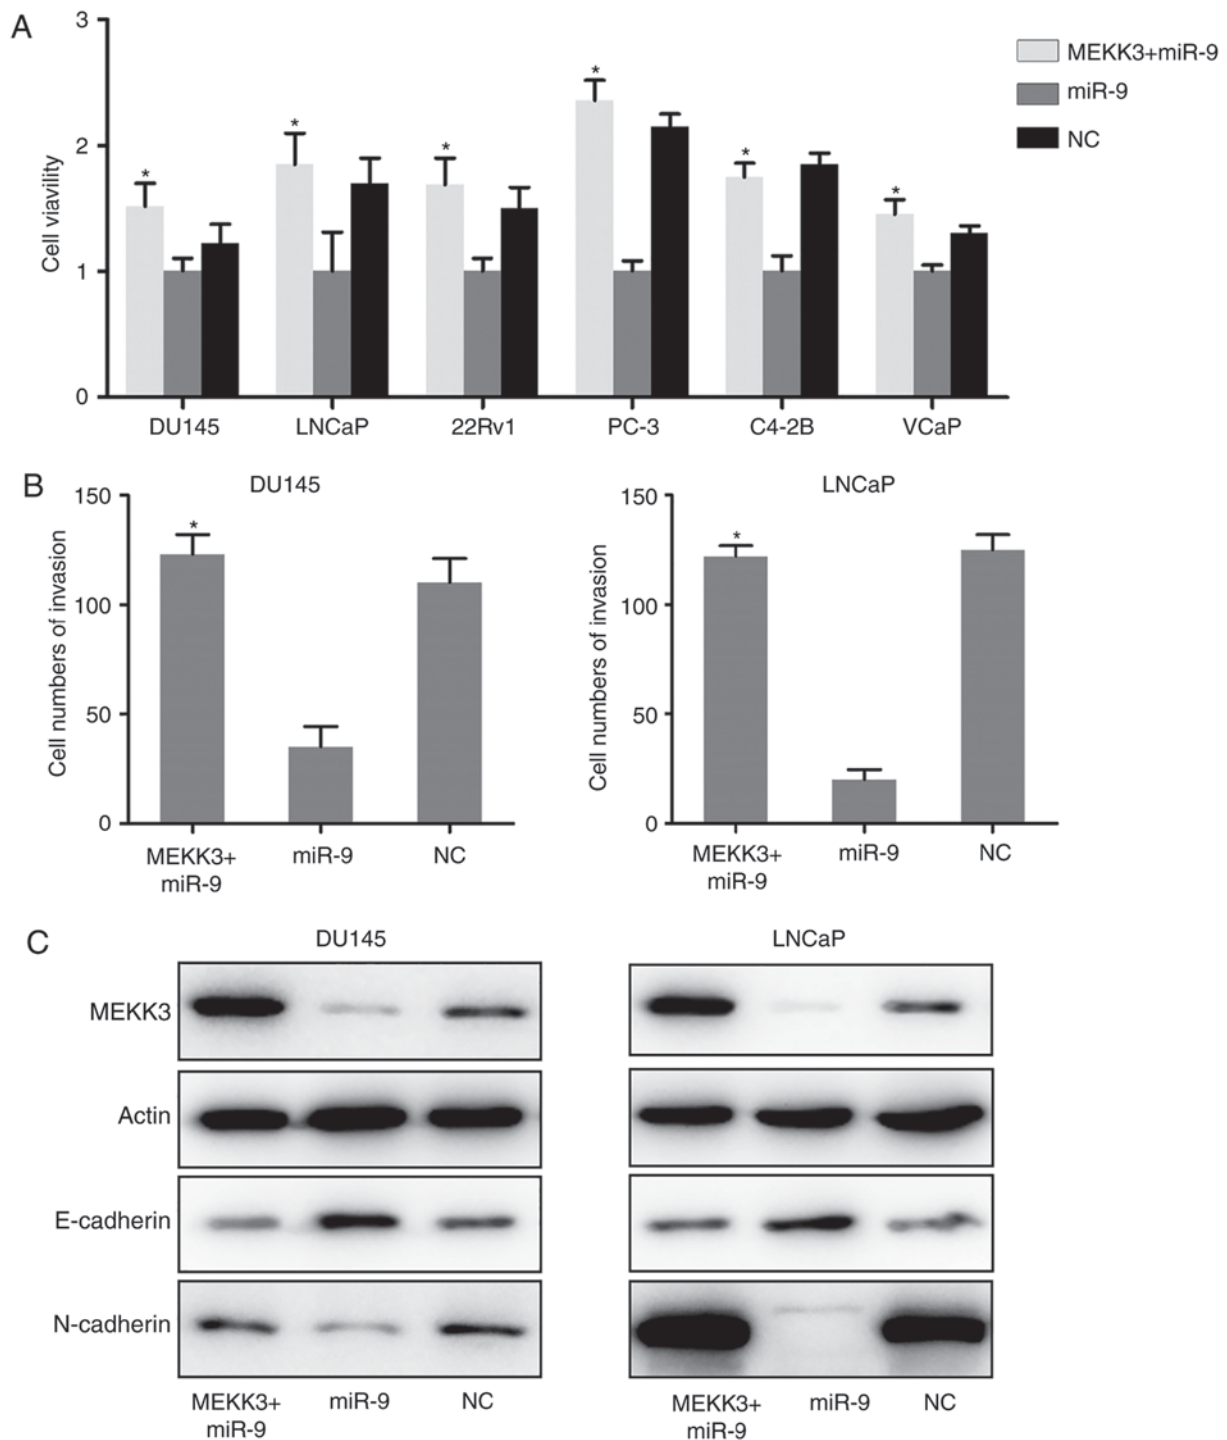 A
3
2
1
0
Cell viavility
*
*
*
*
*
*
DU145
LNCaP
22Rv1
PC-3
C4-2B
VCaP
MEKK3+miR-9
miR-9
NC
B
DU145
150
100
50
0
Cell numbers of invasion
*
MEKK3+
miR-9
miR-9
NC
LNCaP
150
100
50
0
Cell numbers of invasion
*
MEKK3+
miR-9
miR-9
NC
C
DU145
LNCaP
MEKK3
Actin
E-cadherin
N-cadherin
MEKK3+
miR-9
miR-9
NC
MEKK3+
miR-9
miR-9
NC